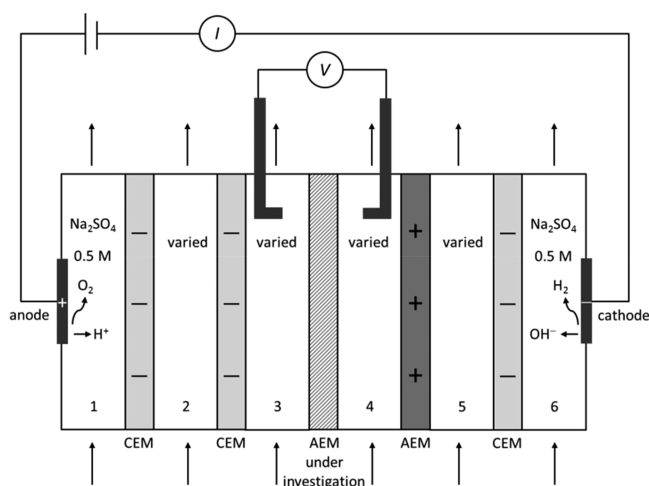 I
V
Na₂SO₄
0.5 M
O₂
H⁺
anode
+
varied
varied
varied
varied
Na₂SO₄
0.5 M
H₂
OH⁻
cathode
−
− − + −
− − + −
− − + −
1 2 3 4 5 6
CEM CEM AEM AEM CEM
under
investigation